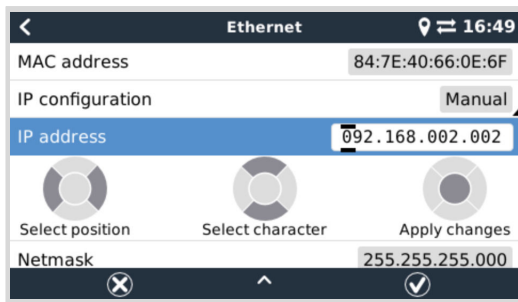 Ethernet 16:49
MAC address 84:7E:40:66:0E:6F
IP configuration Manual
IP address 092.168.002.002
Select position Select character Apply changes
Netmask 255.255.255.000